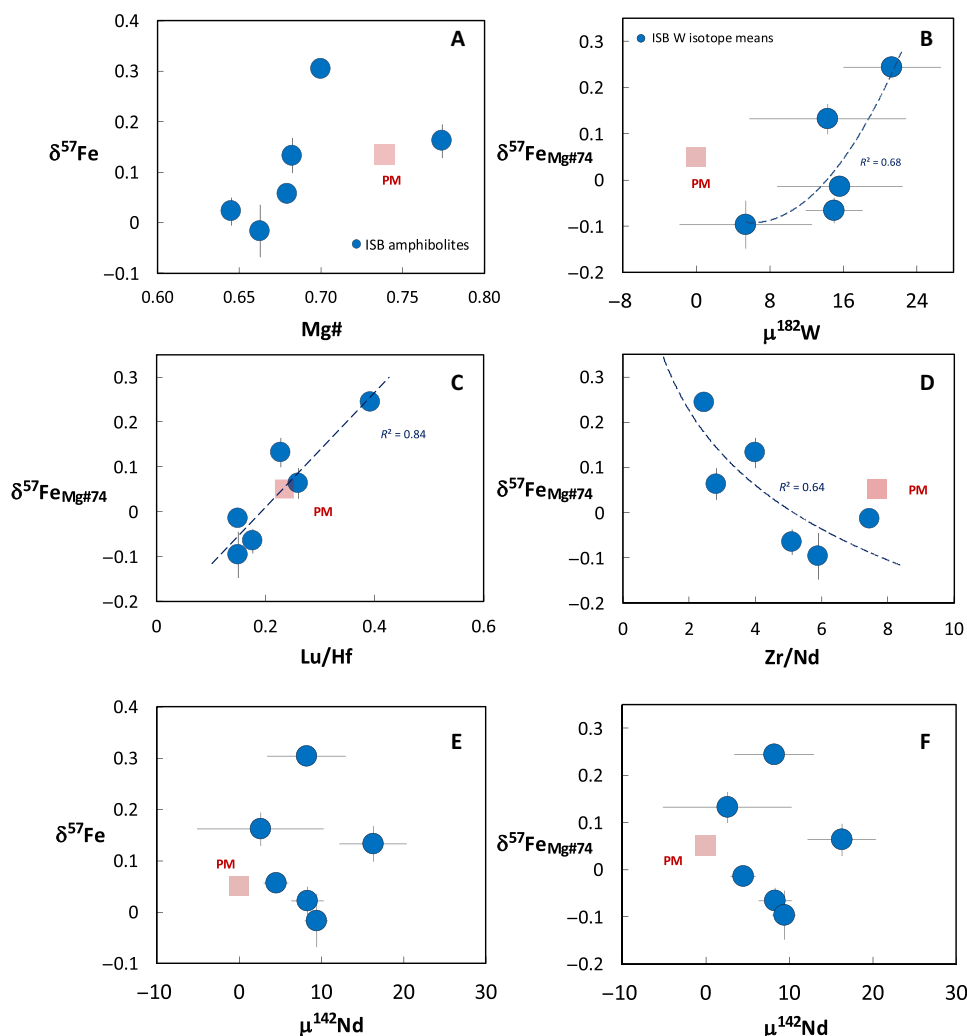 A
0.4
0.3
0.2
0.1
0
−0.1
δ⁵⁷Fe
PM
ISB amphibolites
0.60
0.65
0.70
0.75
0.80
Mg#
ISB W isotope means
B
0.3
0.2
0.1
0
−0.1
−0.2
δ⁵⁷Fe_Mg#74
PM
R² = 0.68
−8
0
8
16
24
μ¹⁸²W
C
0.3
0.2
0.1
0
−0.1
−0.2
δ⁵⁷Fe_Mg#74
R² = 0.84
PM
0
0.2
0.4
0.6
Lu/Hf
D
0.3
0.2
0.1
0
−0.1
−0.2
δ⁵⁷Fe_Mg#74
R² = 0.64
PM
0
2
4
6
8
10
Zr/Nd
E
0.4
0.3
0.2
0.1
0
−0.1
δ⁵⁷Fe
PM
−10
0
10
20
30
μ¹⁴²Nd
F
0.3
0.2
0.1
0
−0.1
−0.2
δ⁵⁷Fe_Mg#74
PM
−10
0
10
20
30
μ¹⁴²Nd